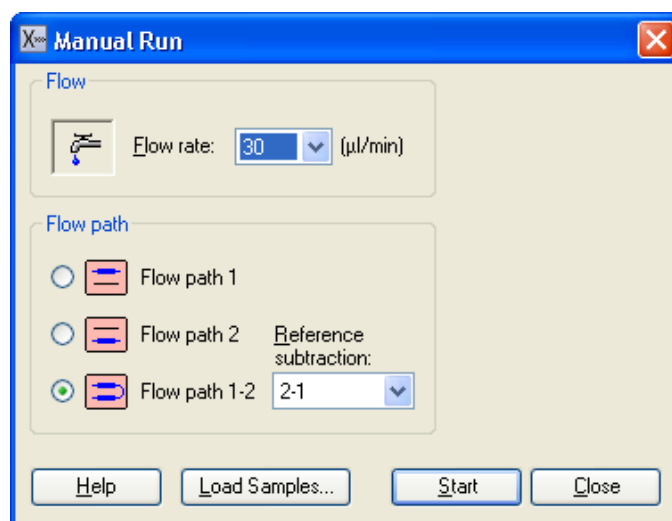 Manual Run
Flow
Flow rate: 30 (µl/min)
Flow path
Flow path 1
Flow path 2
Reference subtraction:
Flow path 1-2 2-1
Help Load Samples... Start Close